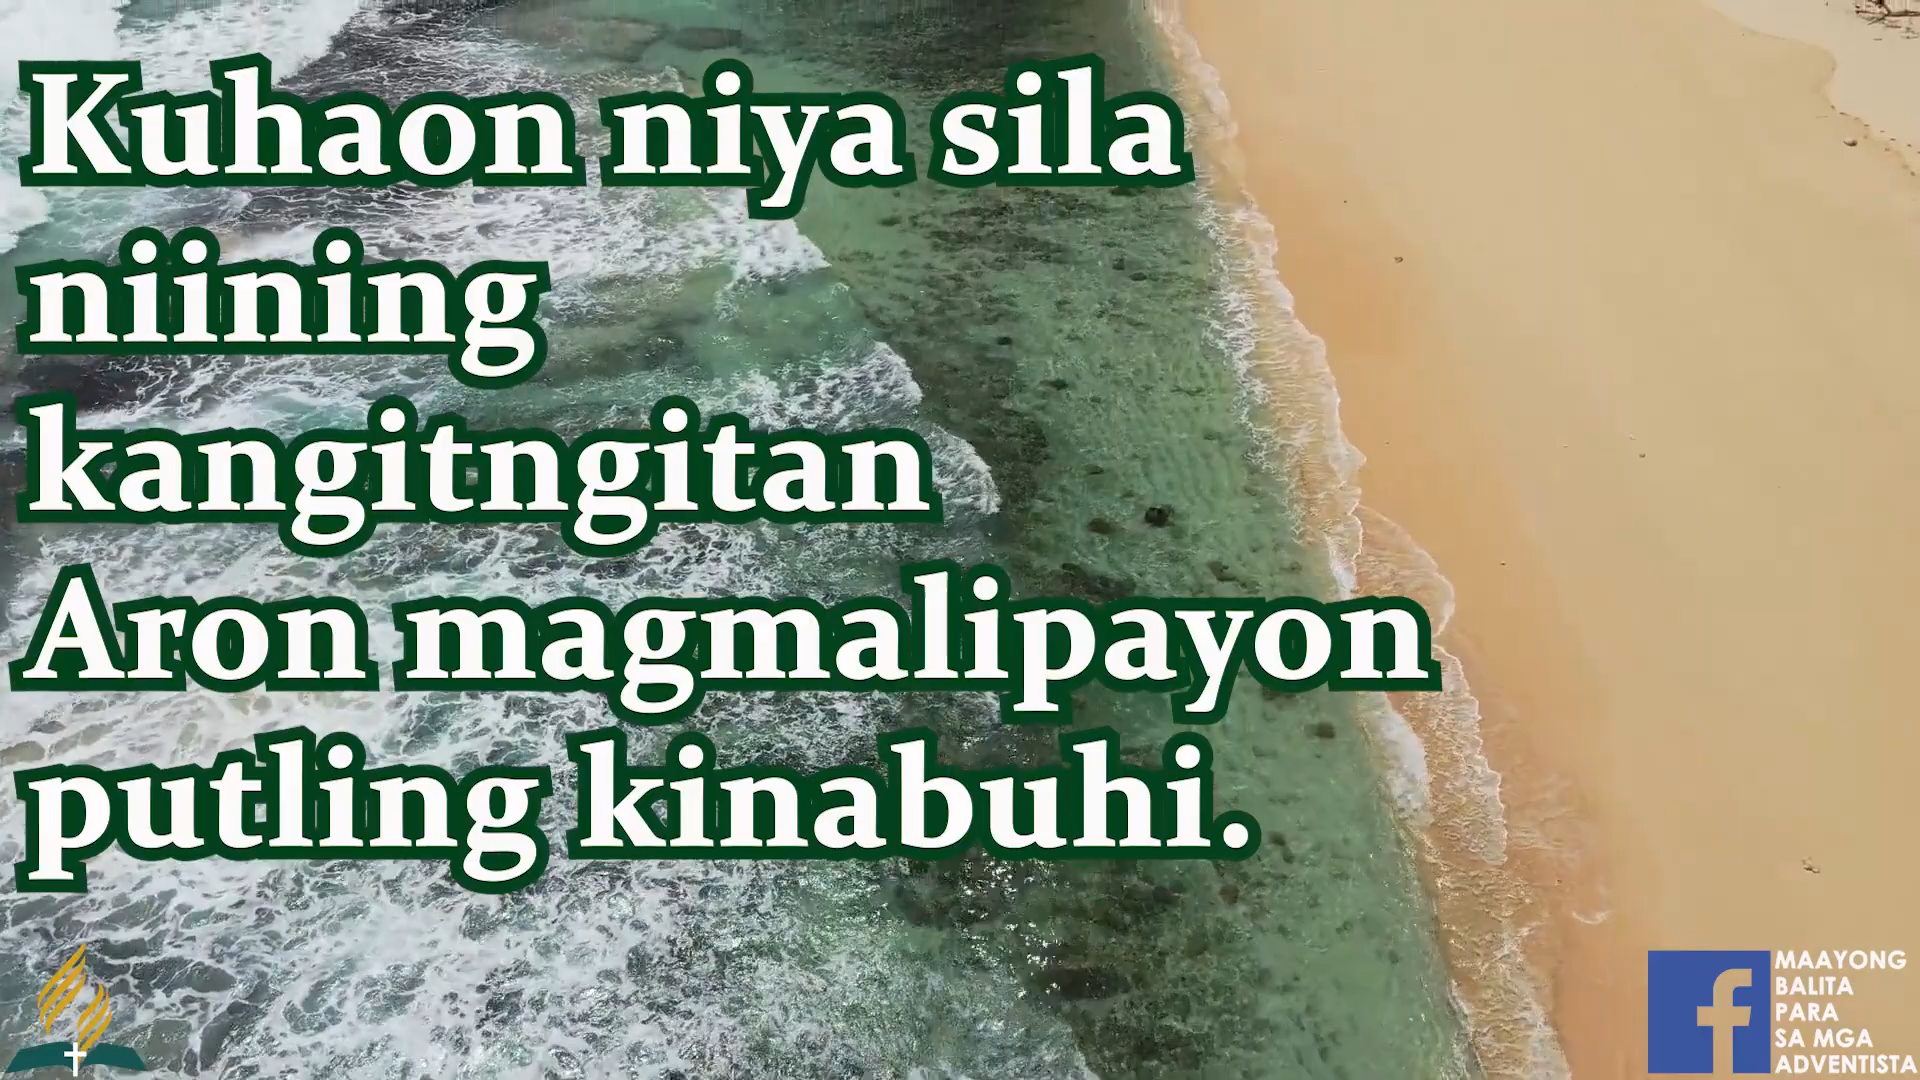 Kuhaon niya sila
niining
kangitngitan
Aron magmalipayon
putling kinabuhi.
MAAYONG
BALITA
PARA
SA MGA
ADVENTISTA